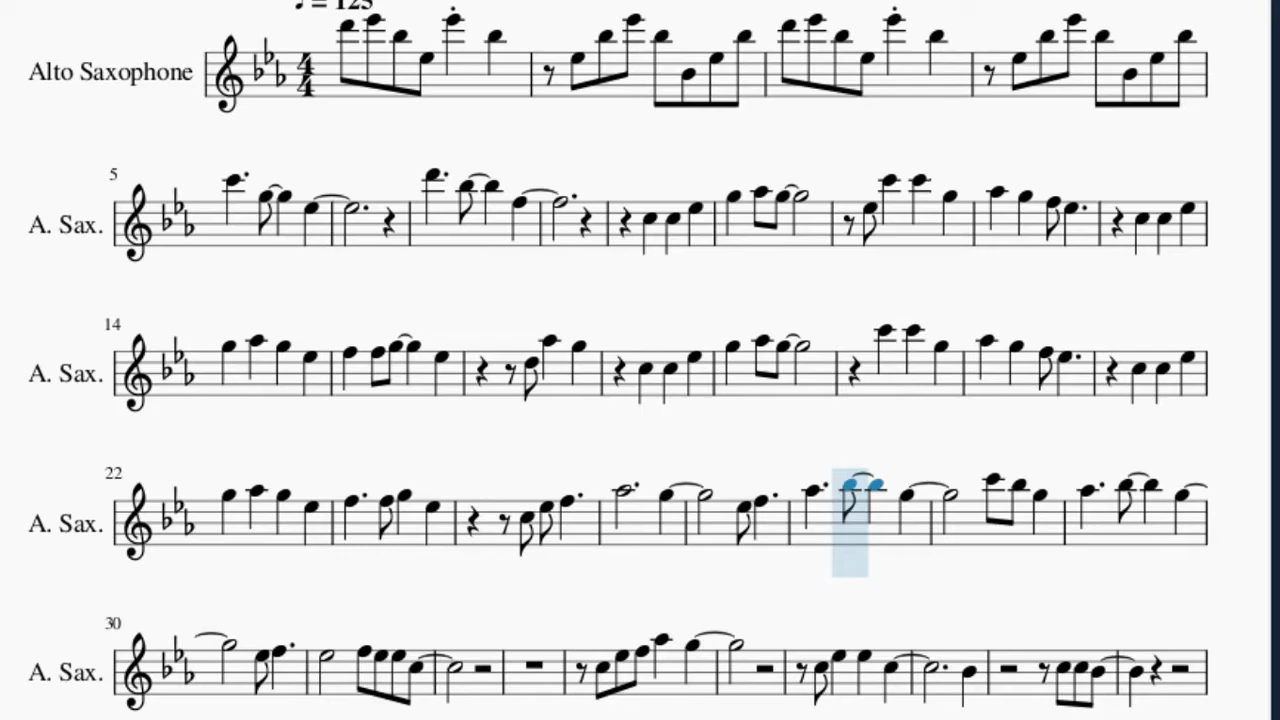 ♩ = 125
Alto Saxophone
4
4
5
A. Sax.
14
A. Sax.
22
A. Sax.
30
A. Sax.